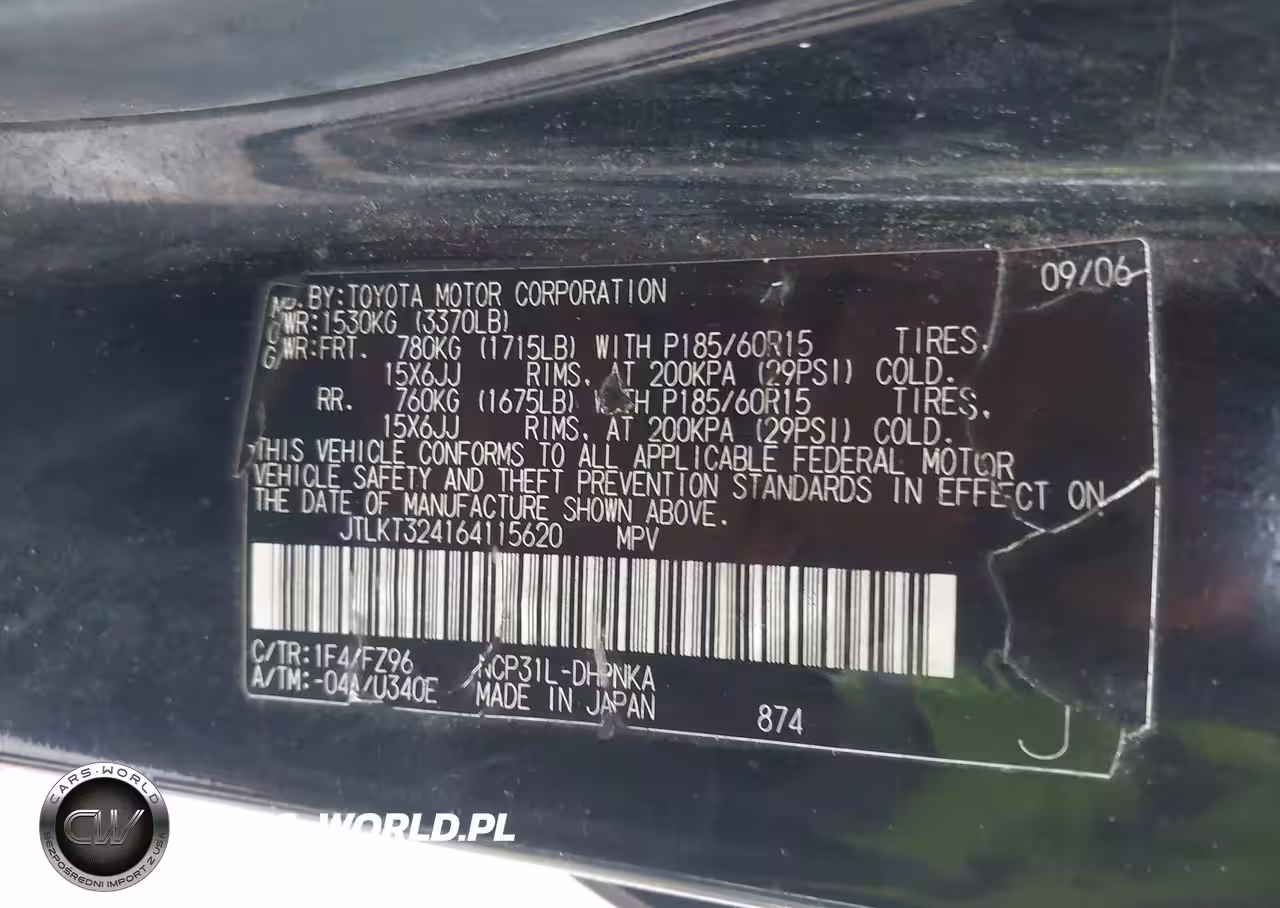 09/06
BY:TOYOTA MOTOR CORPORATION
WR:1530KG (3370LB)
GWR:FRT. 780KG (1715LB) WITH P185/60R15 TIRES,
15X6JJ RIMS, AT 200KPA (29PSI) COLD.
RR. 760KG (1675LB) WITH P185/60R15 TIRES,
15X6JJ RIMS, AT 200KPA (29PSI) COLD.
THIS VEHICLE CONFORMS TO ALL APPLICABLE FEDERAL MOTOR
VEHICLE SAFETY AND THEFT PREVENTION STANDARDS IN EFFECT ON
THE DATE OF MANUFACTURE SHOWN ABOVE.
JTLKT324164115620 MPV
C/TR:1F4/FZ96 NCP31L-DHPNKA
A/TM:-04A/U340E MADE IN JAPAN
874 J
CARS-WORLD
CW
BEZPOŚREDNI IMPORT Z USA
WORLD.PL